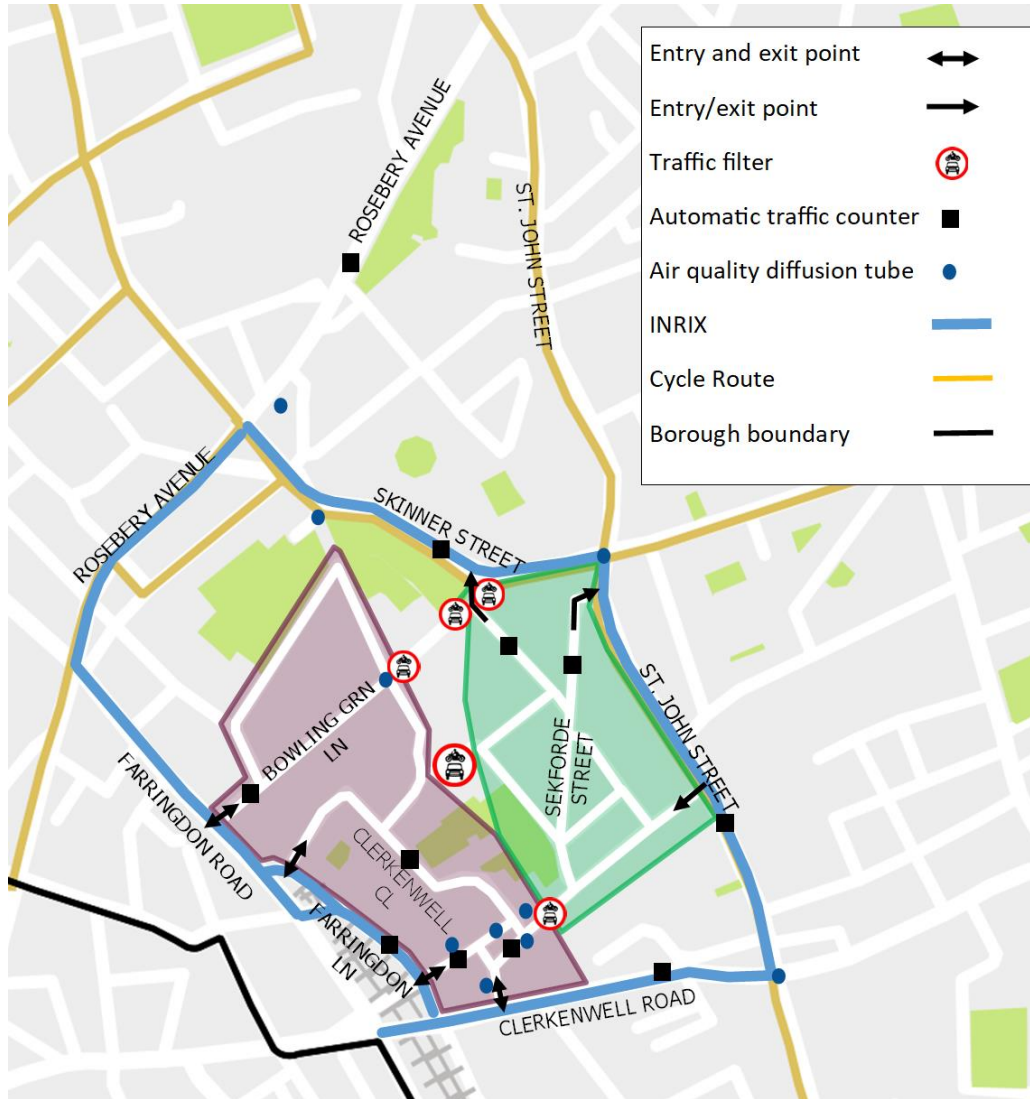 Entry and exit point
Entry/exit point
Traffic filter
Automatic traffic counter
Air quality diffusion tube
INRIX
Cycle Route
Borough boundary
ROSEBERY AVENUE
ST. JOHN STREET
ROSEBERY AVENUE
SKINNER STREET
BOWLING GRN
LN
SEKFORDE
STREET
ST. JOHN STREET
FARRINGDON ROAD
CLERKENWELL
CL
FARRINGDON
LN
CLERKENWELL ROAD